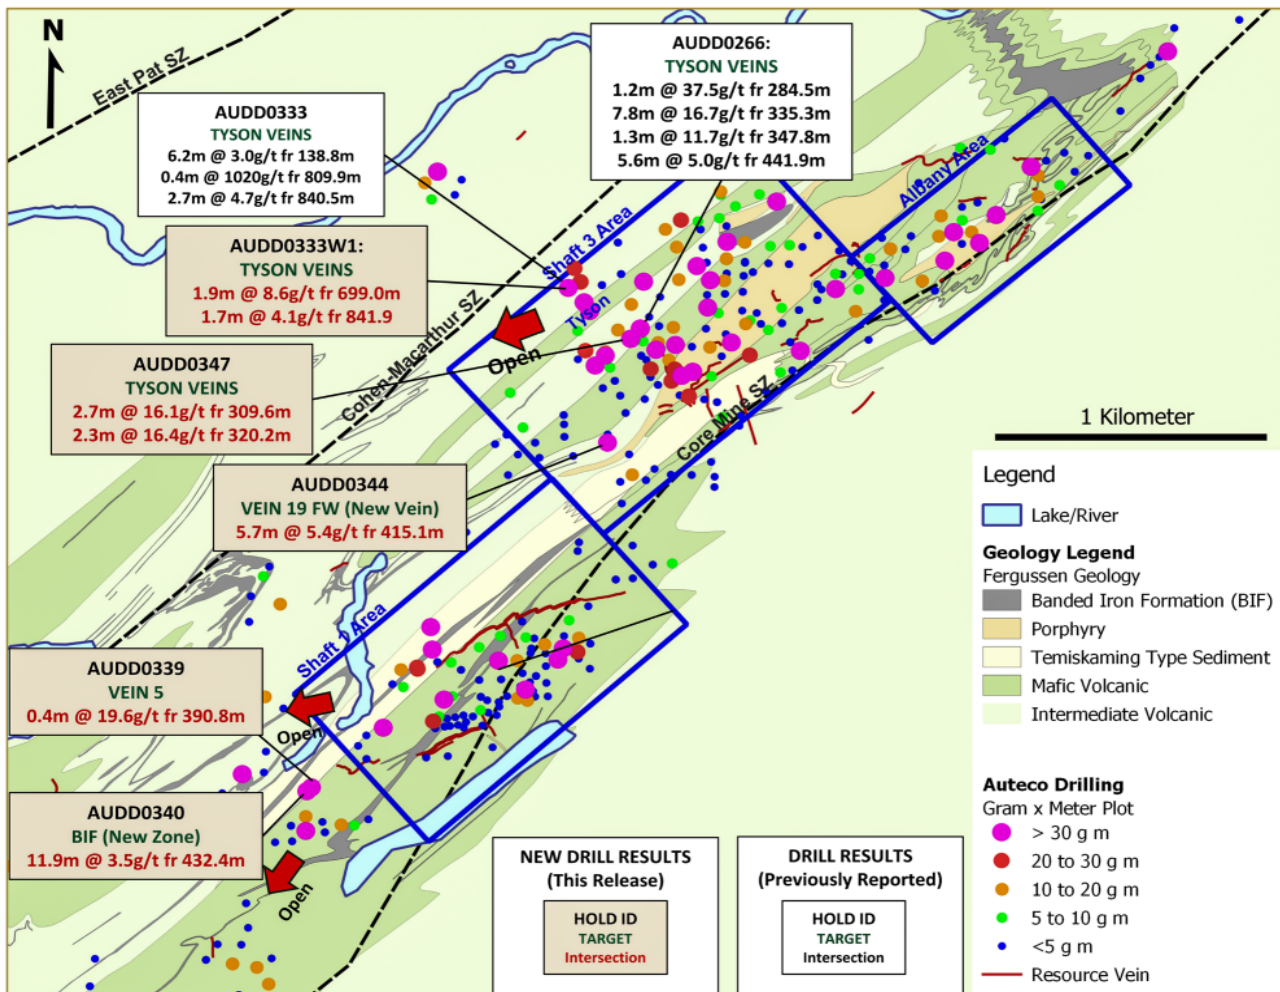 N
East Pat SZ
AUDD0266:
TYSON VEINS
1.2m @ 37.5g/t fr 284.5m
7.8m @ 16.7g/t fr 335.3m
1.3m @ 11.7g/t fr 347.8m
5.6m @ 5.0g/t fr 441.9m
AUDD0333
TYSON VEINS
6.2m @ 3.0g/t fr 138.8m
0.4m @ 1020g/t fr 809.9m
2.7m @ 4.7g/t fr 840.5m
Albany Area
Shaft 3 Area
AUDD0333W1:
TYSON VEINS
1.9m @ 8.6g/t fr 699.0m
1.7m @ 4.1g/t fr 841.9
Tyson
Open
Cohen-Macarthur SZ
AUDD0347
TYSON VEINS
2.7m @ 16.1g/t fr 309.6m
2.3m @ 16.4g/t fr 320.2m
Core Mine SZ
1 Kilometer
AUDD0344
VEIN 19 FW (New Vein)
5.7m @ 5.4g/t fr 415.1m
Shaft 1 Area
AUDD0339
VEIN 5
0.4m @ 19.6g/t fr 390.8m
Open
AUDD0340
BIF (New Zone)
11.9m @ 3.5g/t fr 432.4m
Open
NEW DRILL RESULTS
(This Release)
HOLD ID
TARGET
Intersection
DRILL RESULTS
(Previously Reported)
HOLD ID
TARGET
Intersection
Legend
Lake/River
Geology Legend
Fergussen Geology
Banded Iron Formation (BIF)
Porphyry
Temiskaming Type Sediment
Mafic Volcanic
Intermediate Volcanic
Auteco Drilling
Gram x Meter Plot
> 30 g m
20 to 30 g m
10 to 20 g m
5 to 10 g m
<5 g m
Resource Vein